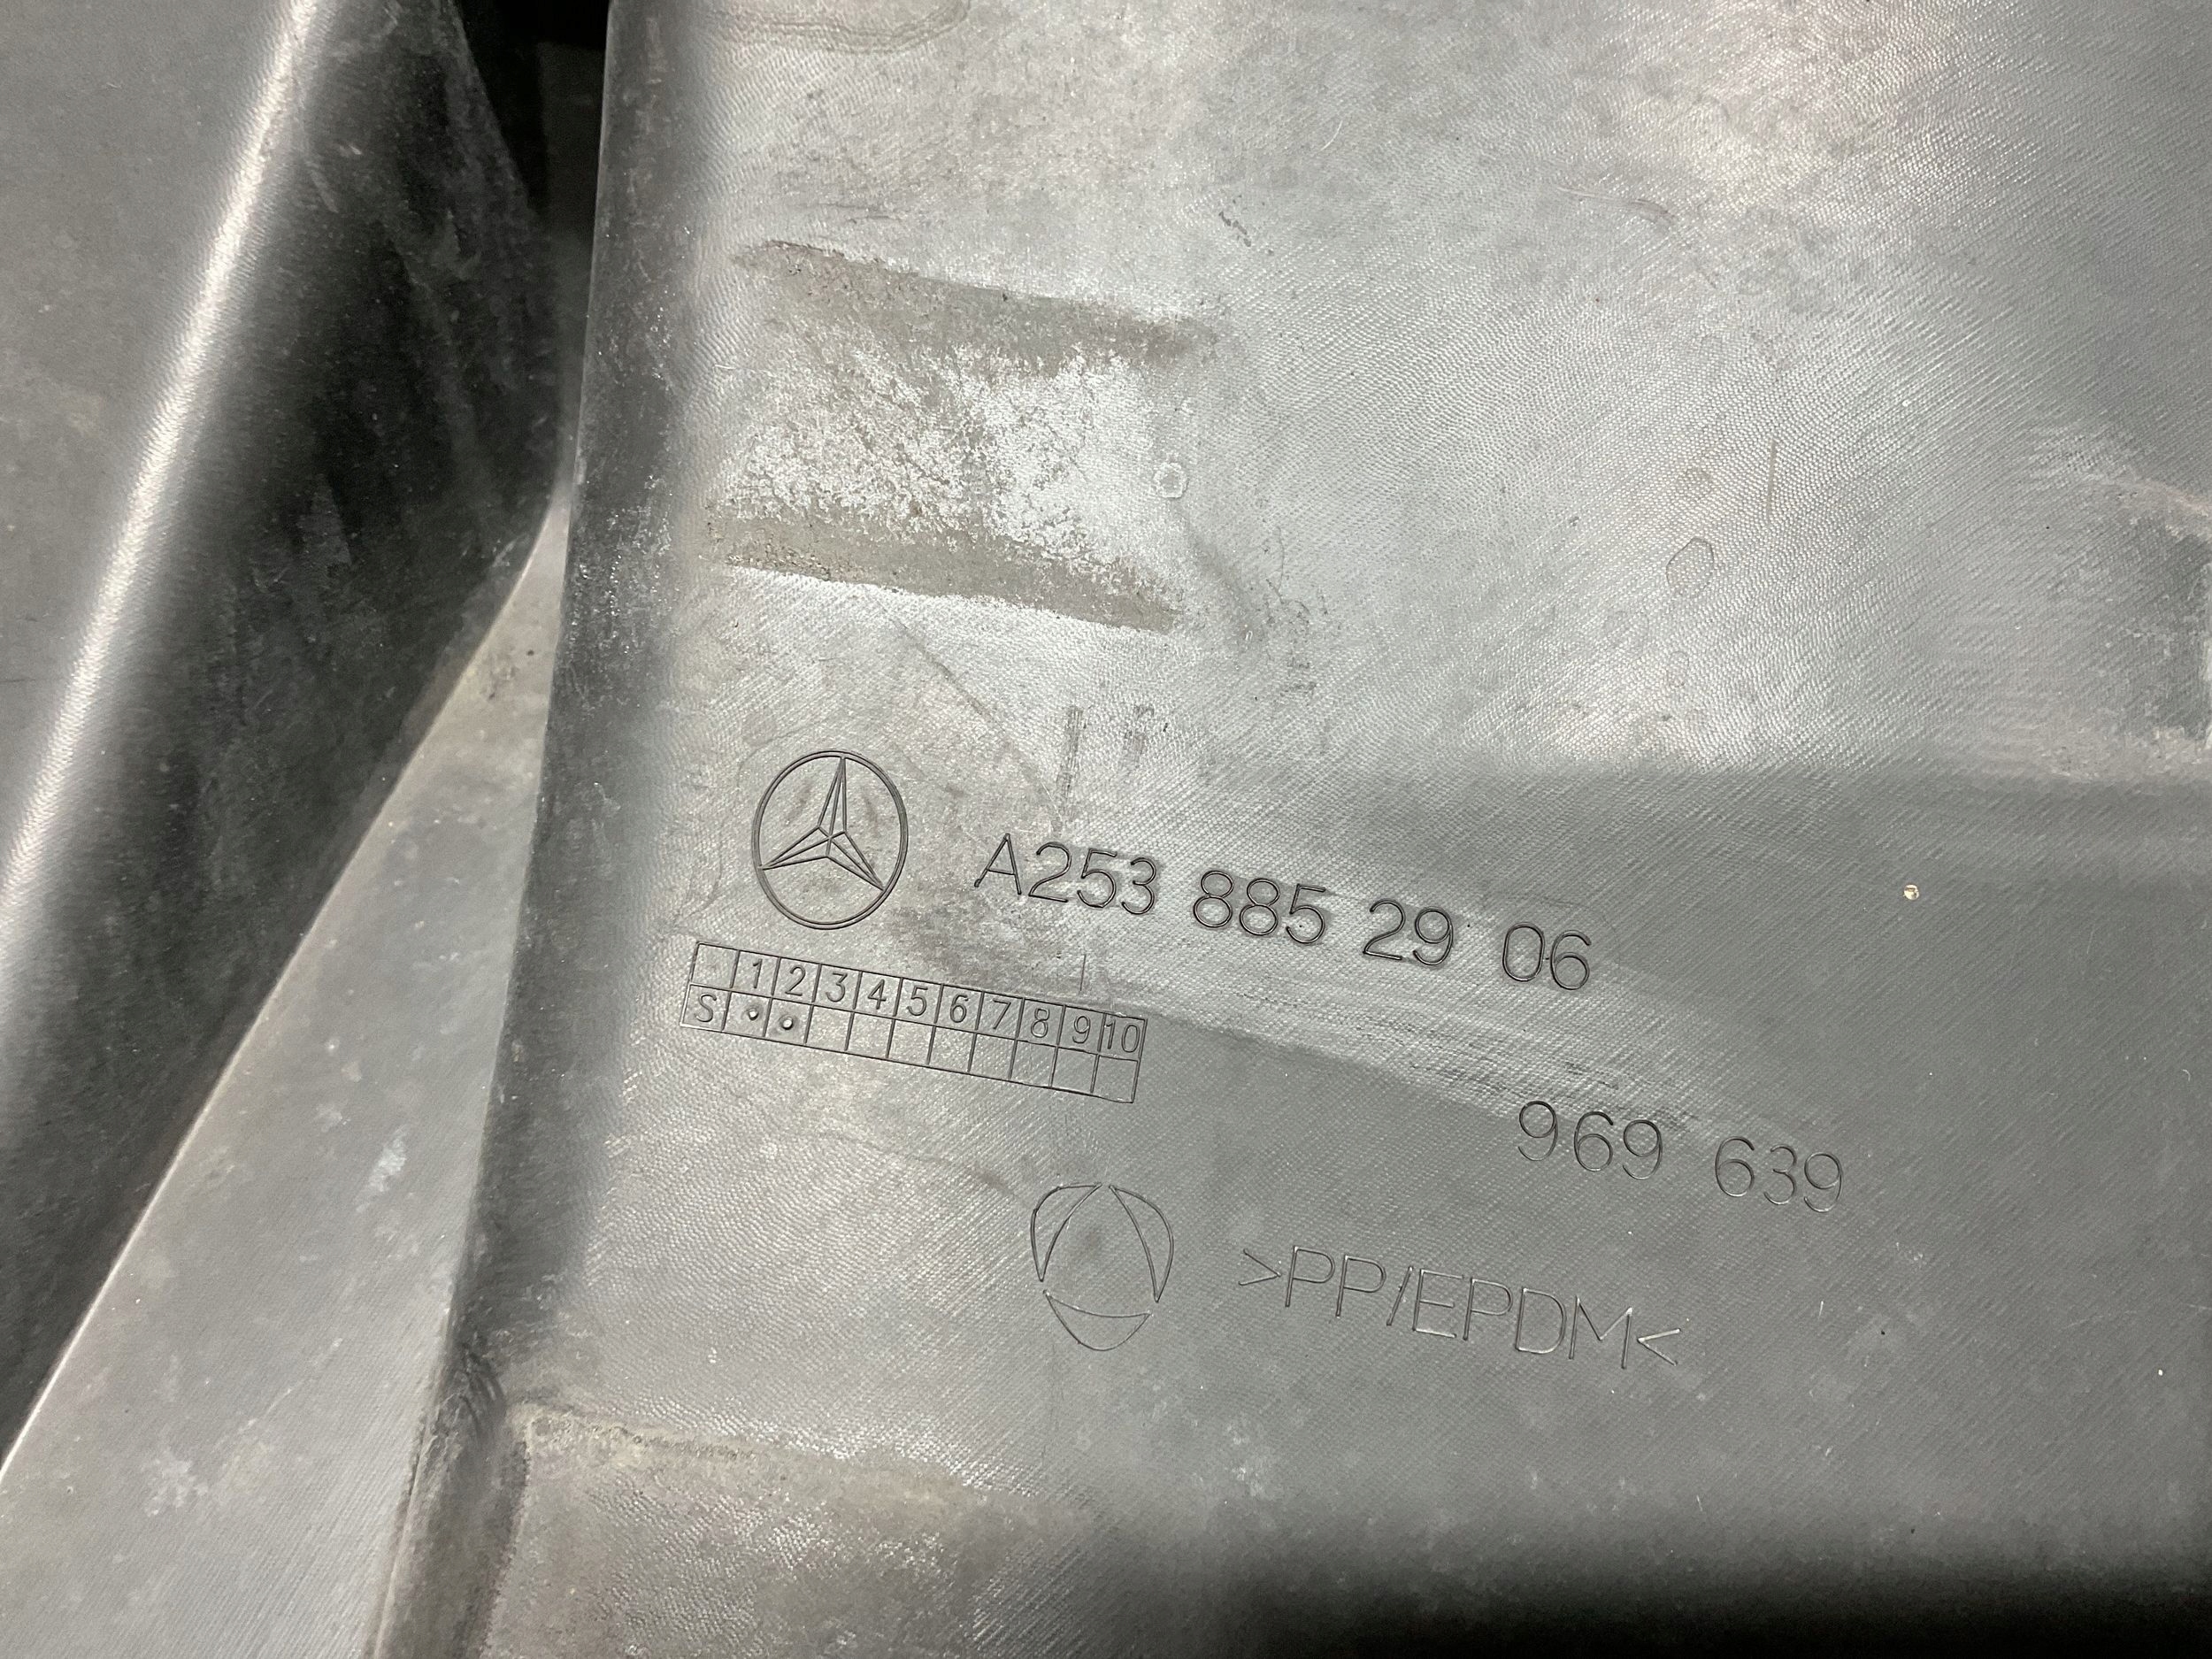 A253 885 29 06
- 1 2 3 4 5 6 7 8 9 10
S
969 639
>PP/EPDM<